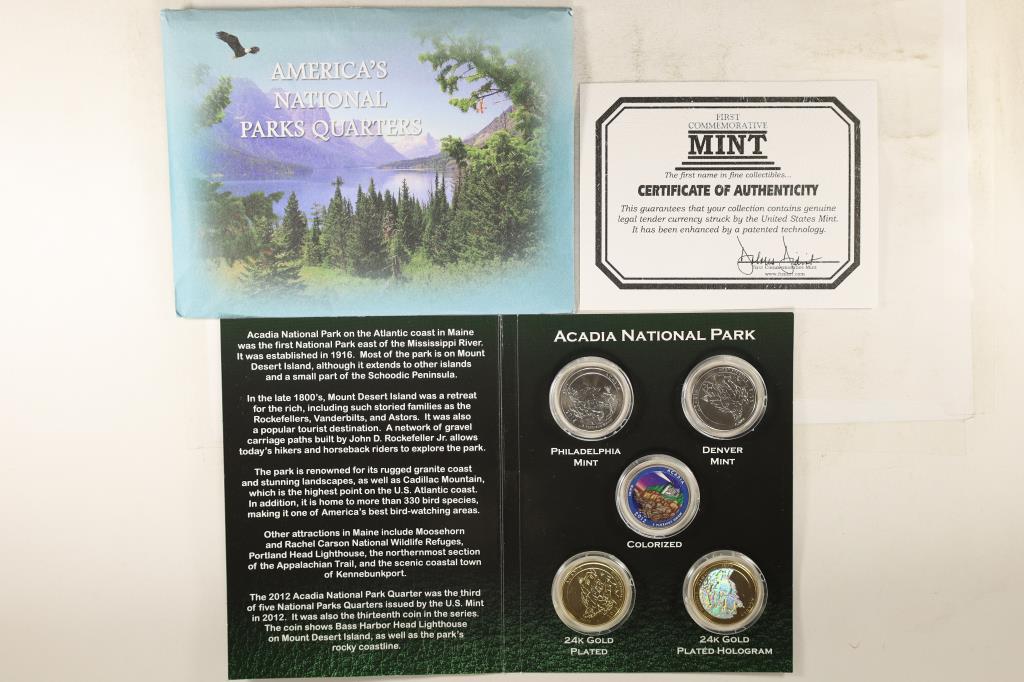 AMERICA'S
NATIONAL
PARKS QUARTERS
FIRST
COMMEMORATIVE
MINT
The first name in fine collectibles...
CERTIFICATE OF AUTHENTICITY
This guarantees that your collection contains genuine
legal tender currency struck by the United States Mint.
It has been enhanced by a patented technology.
First Commemorative Mint
Acadia National Park on the Atlantic coast in Maine
was the first National Park east of the Mississippi River.
It was established in 1916. Most of the park is on Mount
Desert Island, although it extends to other islands
and a small part of the Schoodic Peninsula.
In the late 1800's, Mount Desert Island was a retreat
for the rich, including such storied families as the
Rockefellers, Vanderbilts, and Astors. It was also
a popular tourist destination. A network of gravel
carriage paths built by John D. Rockefeller Jr. allows
today's hikers and horseback riders to explore the park.
The park is renowned for its rugged granite coast
and stunning landscapes, as well as Cadillac Mountain,
which is the highest point on the U.S. Atlantic coast.
In addition, it is home to more than 330 bird species,
making it one of America's best bird-watching areas.
Other attractions in Maine include Moosehorn
and Rachel Carson National Wildlife Refuges,
Portland Head Lighthouse, the northernmost section
of the Appalachian Trail, and the scenic coastal town
of Kennebunkport.
The 2012 Acadia National Park Quarter was the third
of five National Parks Quarters issued by the U.S. Mint
in 2012. It was also the thirteenth coin in the series.
The coin shows Bass Harbor Head Lighthouse
on Mount Desert Island, as well as the park's
rocky coastline.
ACADIA NATIONAL PARK
PHILADELPHIA
MINT
DENVER
MINT
ACADIA
2012
E PLURIBUS UNUM
COLORIZED
24K GOLD
PLATED
24K GOLD
PLATED HOLOGRAM